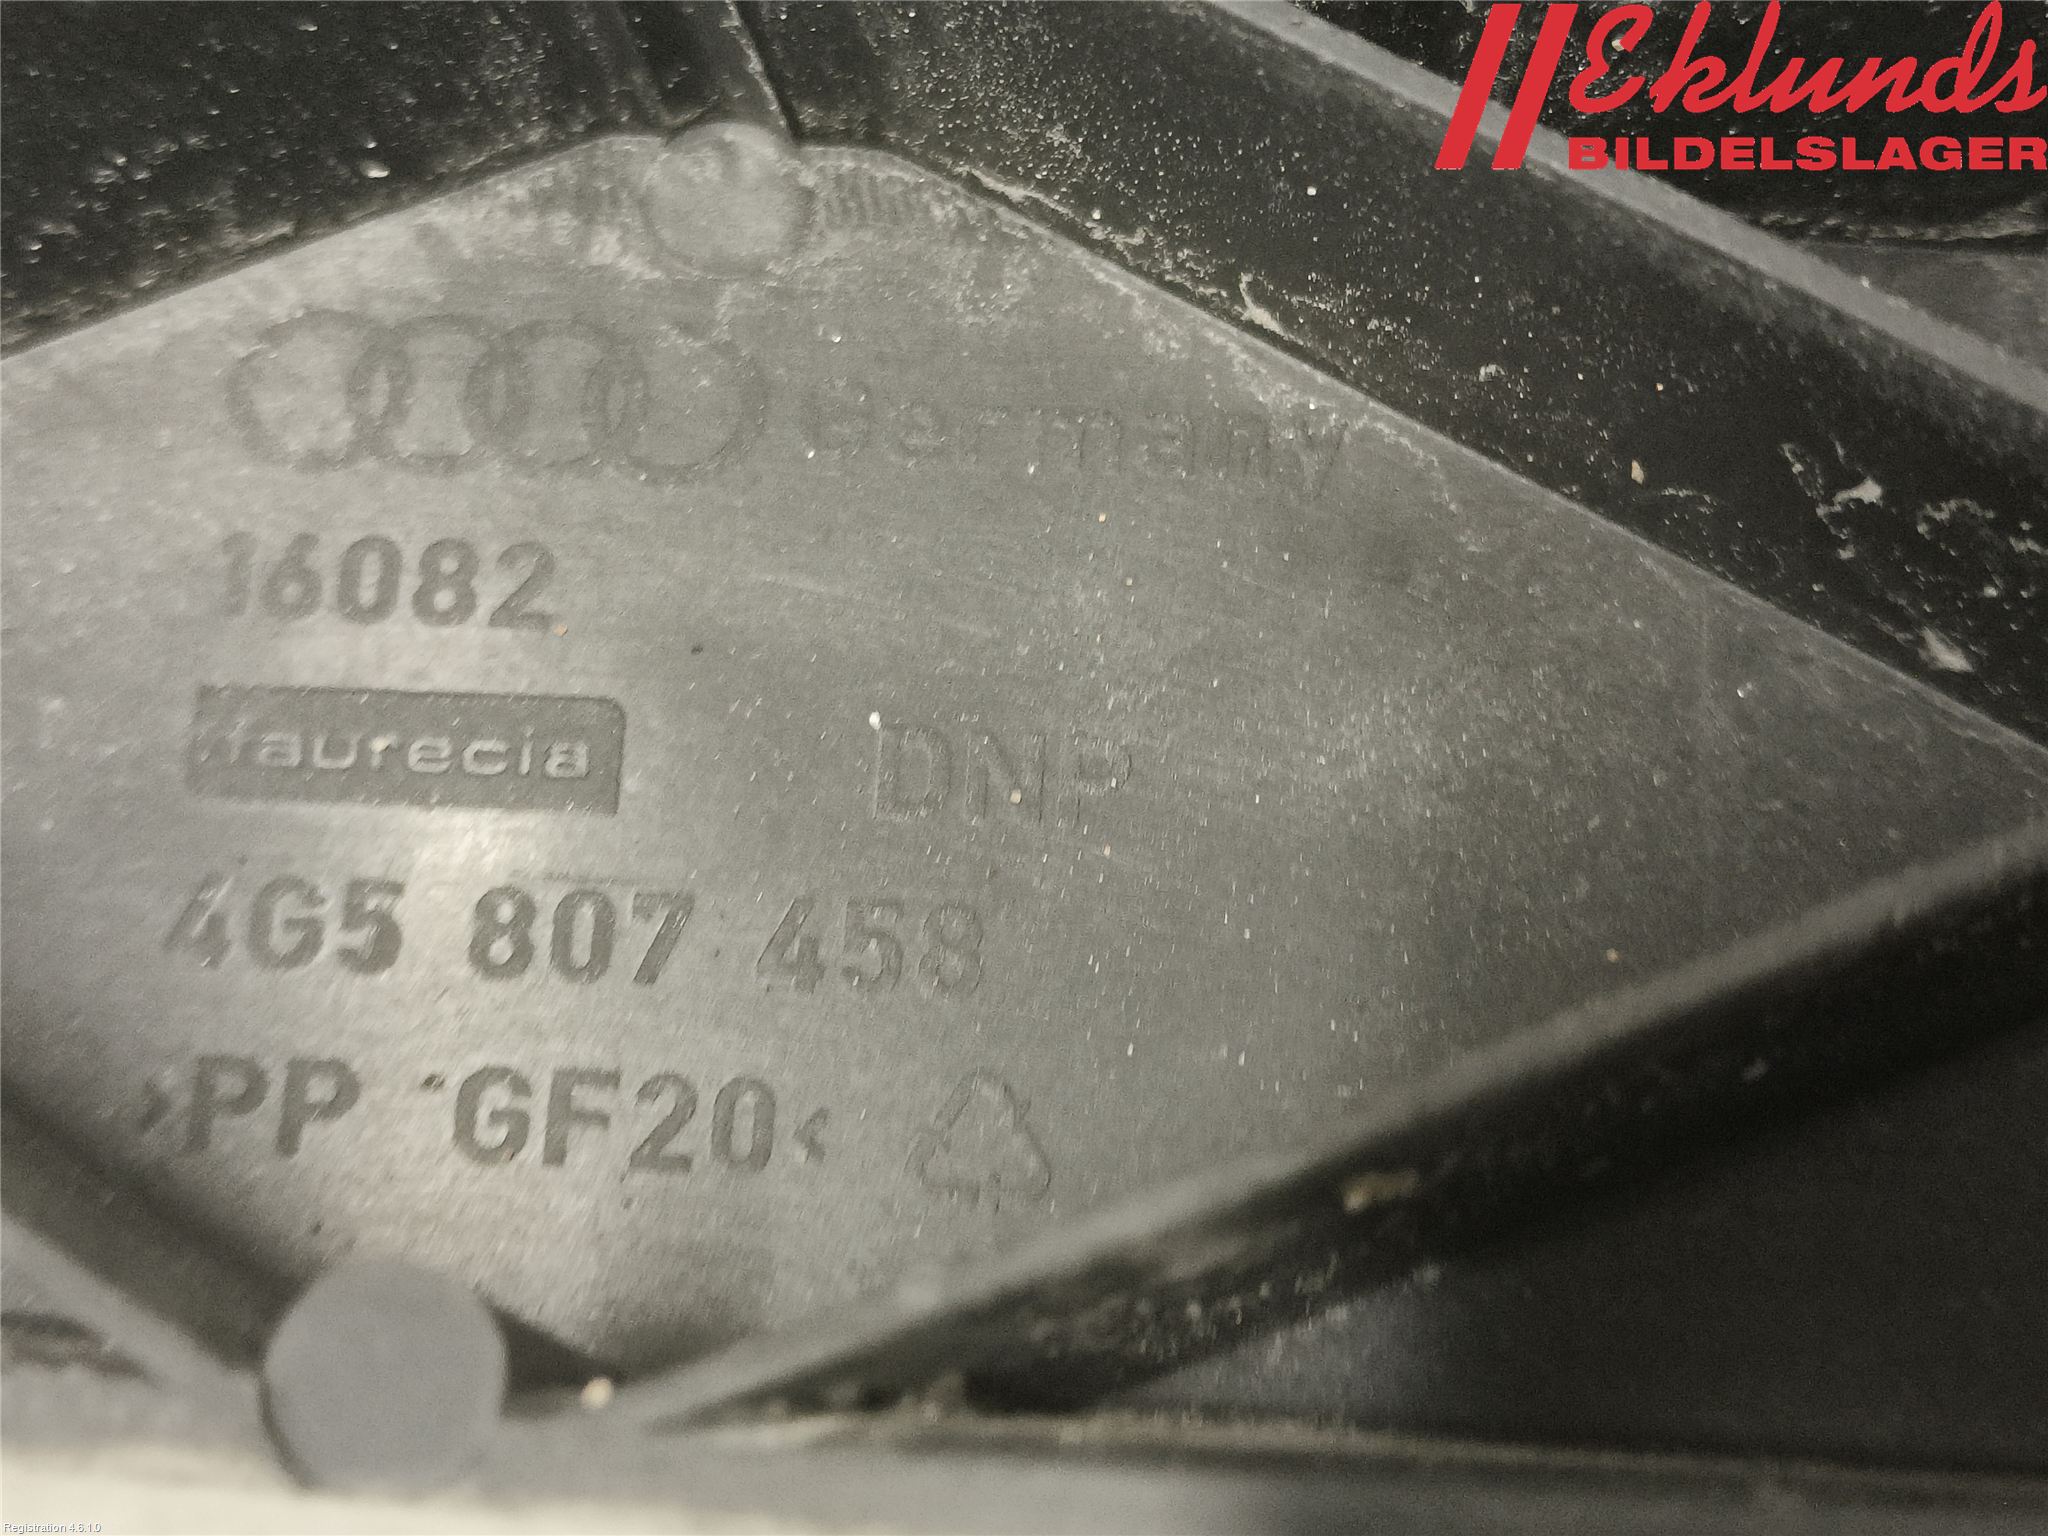 Eklunds
BILDELSLAGER
Germany
16082
faurecia
DNP
4G5 807 458
>PP GF20<
Registration 4.6.1.0